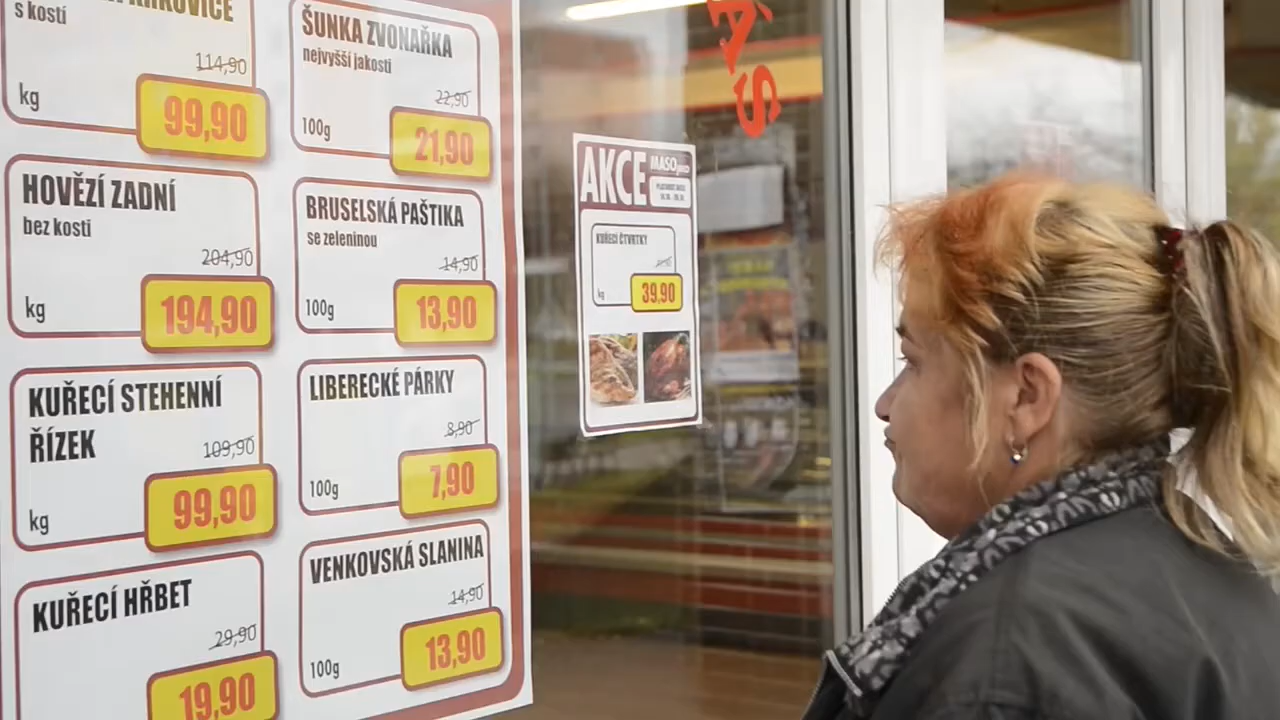 KRKOVICE
s kostí
114,90
kg
99,90
HOVĚZÍ ZADNÍ
bez kosti
204,90
kg
194,90
KUŘECÍ STEHENNÍ
ŘÍZEK
109,90
kg
99,90
KUŘECÍ HŘBET
29,90
19,90
ŠUNKA ZVONAŘKA
nejvyšší jakosti
22,90
100g
21,90
BRUSELSKÁ PAŠTIKA
se zeleninou
14,90
100g
13,90
LIBERECKÉ PÁRKY
8,90
100g
7,90
VENKOVSKÁ SLANINA
14,90
100g
13,90
AKCE
MASO
KUŘECÍ ČTVRTKY
kg
39,90